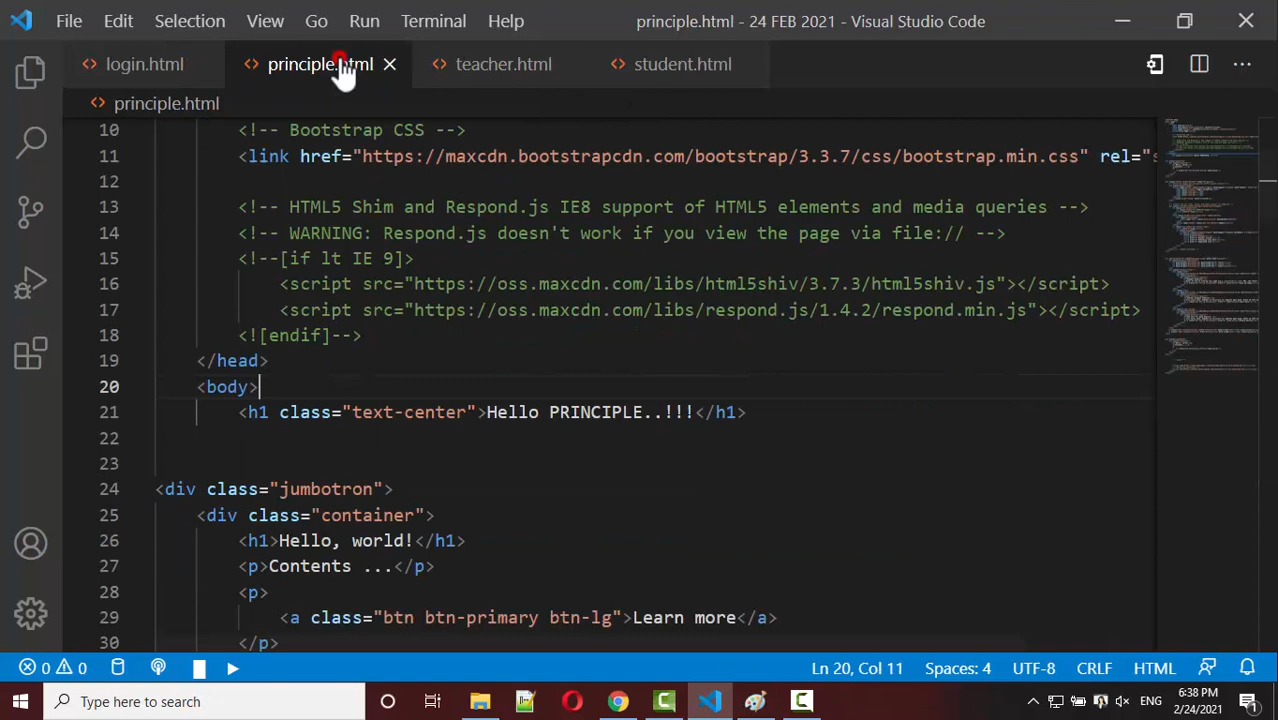 File Edit Selection View Go Run Terminal Help principle.html - 24 FEB 2021 - Visual Studio Code
login.html principle.html teacher.html student.html
principle.html
10 <!-- Bootstrap CSS -->
11 <link href="https://maxcdn.bootstrapcdn.com/bootstrap/3.3.7/css/bootstrap.min.css" rel="s
12
13 <!-- HTML5 Shim and Respond.js IE8 support of HTML5 elements and media queries -->
14 <!-- WARNING: Respond.js doesn't work if you view the page via file:// -->
15 <!--[if lt IE 9]>
16 <script src="https://oss.maxcdn.com/libs/html5shiv/3.7.3/html5shiv.js"></script>
17 <script src="https://oss.maxcdn.com/libs/respond.js/1.4.2/respond.min.js"></script>
18 <![endif]-->
19 </head>
20 <body>
21 <h1 class="text-center">Hello PRINCIPLE..!!!</h1>
22
23
24 <div class="jumbotron">
25 <div class="container">
26 <h1>Hello, world!</h1>
27 <p>Contents ...</p>
28 <p>
29 <a class="btn btn-primary btn-lg">Learn more</a>
30 </p>
0 0 Ln 20, Col 11 Spaces: 4 UTF-8 CRLF HTML
Type here to search ENG 6:38 PM
2/24/2021 1